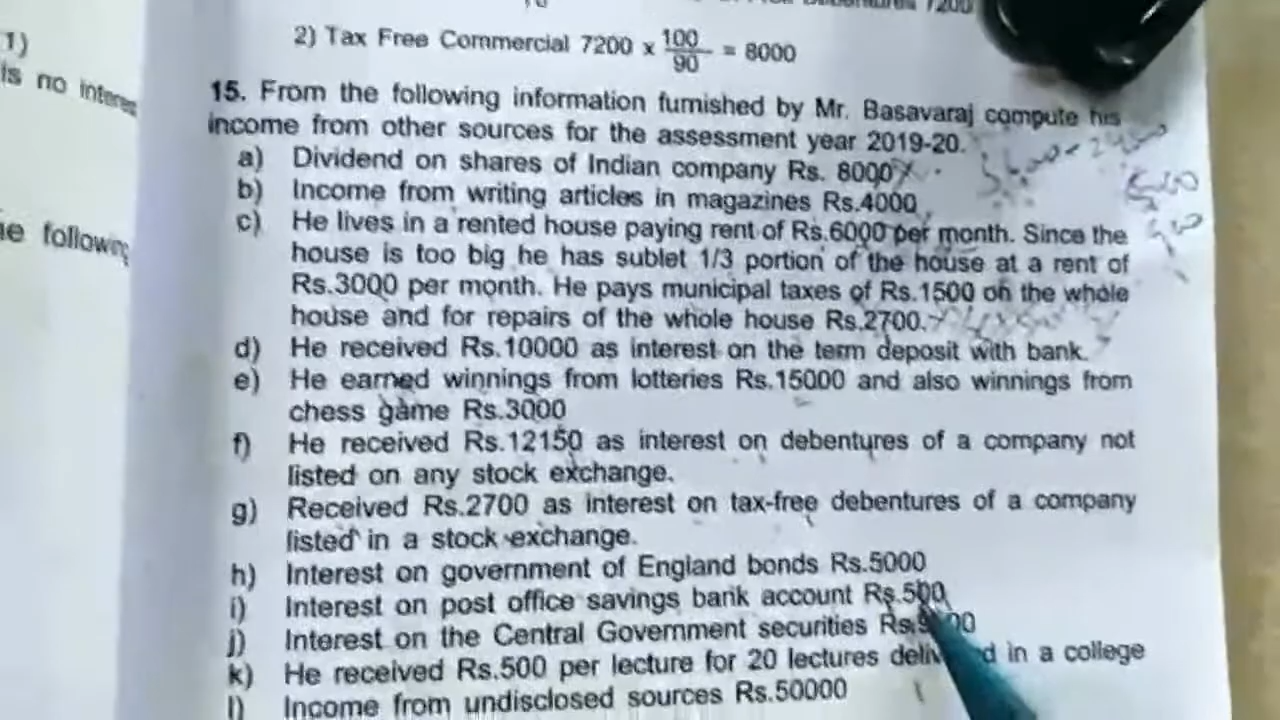 Debentures 7200
1)
is no interes
2) Tax Free Commercial 7200 x 100/90 = 8000
15. From the following information furnished by Mr. Basavaraj compute his
income from other sources for the assessment year 2019-20.
a) Dividend on shares of Indian company Rs. 8000
b) Income from writing articles in magazines Rs.4000
c) He lives in a rented house paying rent of Rs.6000 per month. Since the
house is too big he has sublet 1/3 portion of the house at a rent of
Rs.3000 per month. He pays municipal taxes of Rs.1500 on the whole
house and for repairs of the whole house Rs.2700.
following
d) He received Rs.10000 as interest on the term deposit with bank.
e) He earned winnings from lotteries Rs.15000 and also winnings from
chess game Rs.3000
f) He received Rs.12150 as interest on debentures of a company not
listed on any stock exchange.
g) Received Rs.2700 as interest on tax-free debentures of a company
listed in a stock exchange.
h) Interest on government of England bonds Rs.5000
i) Interest on post office savings bank account Rs.500
j) Interest on the Central Government securities
k) He received Rs.500 per lecture for 20 lectures in a college
l) Income from undisclosed sources Rs.50000